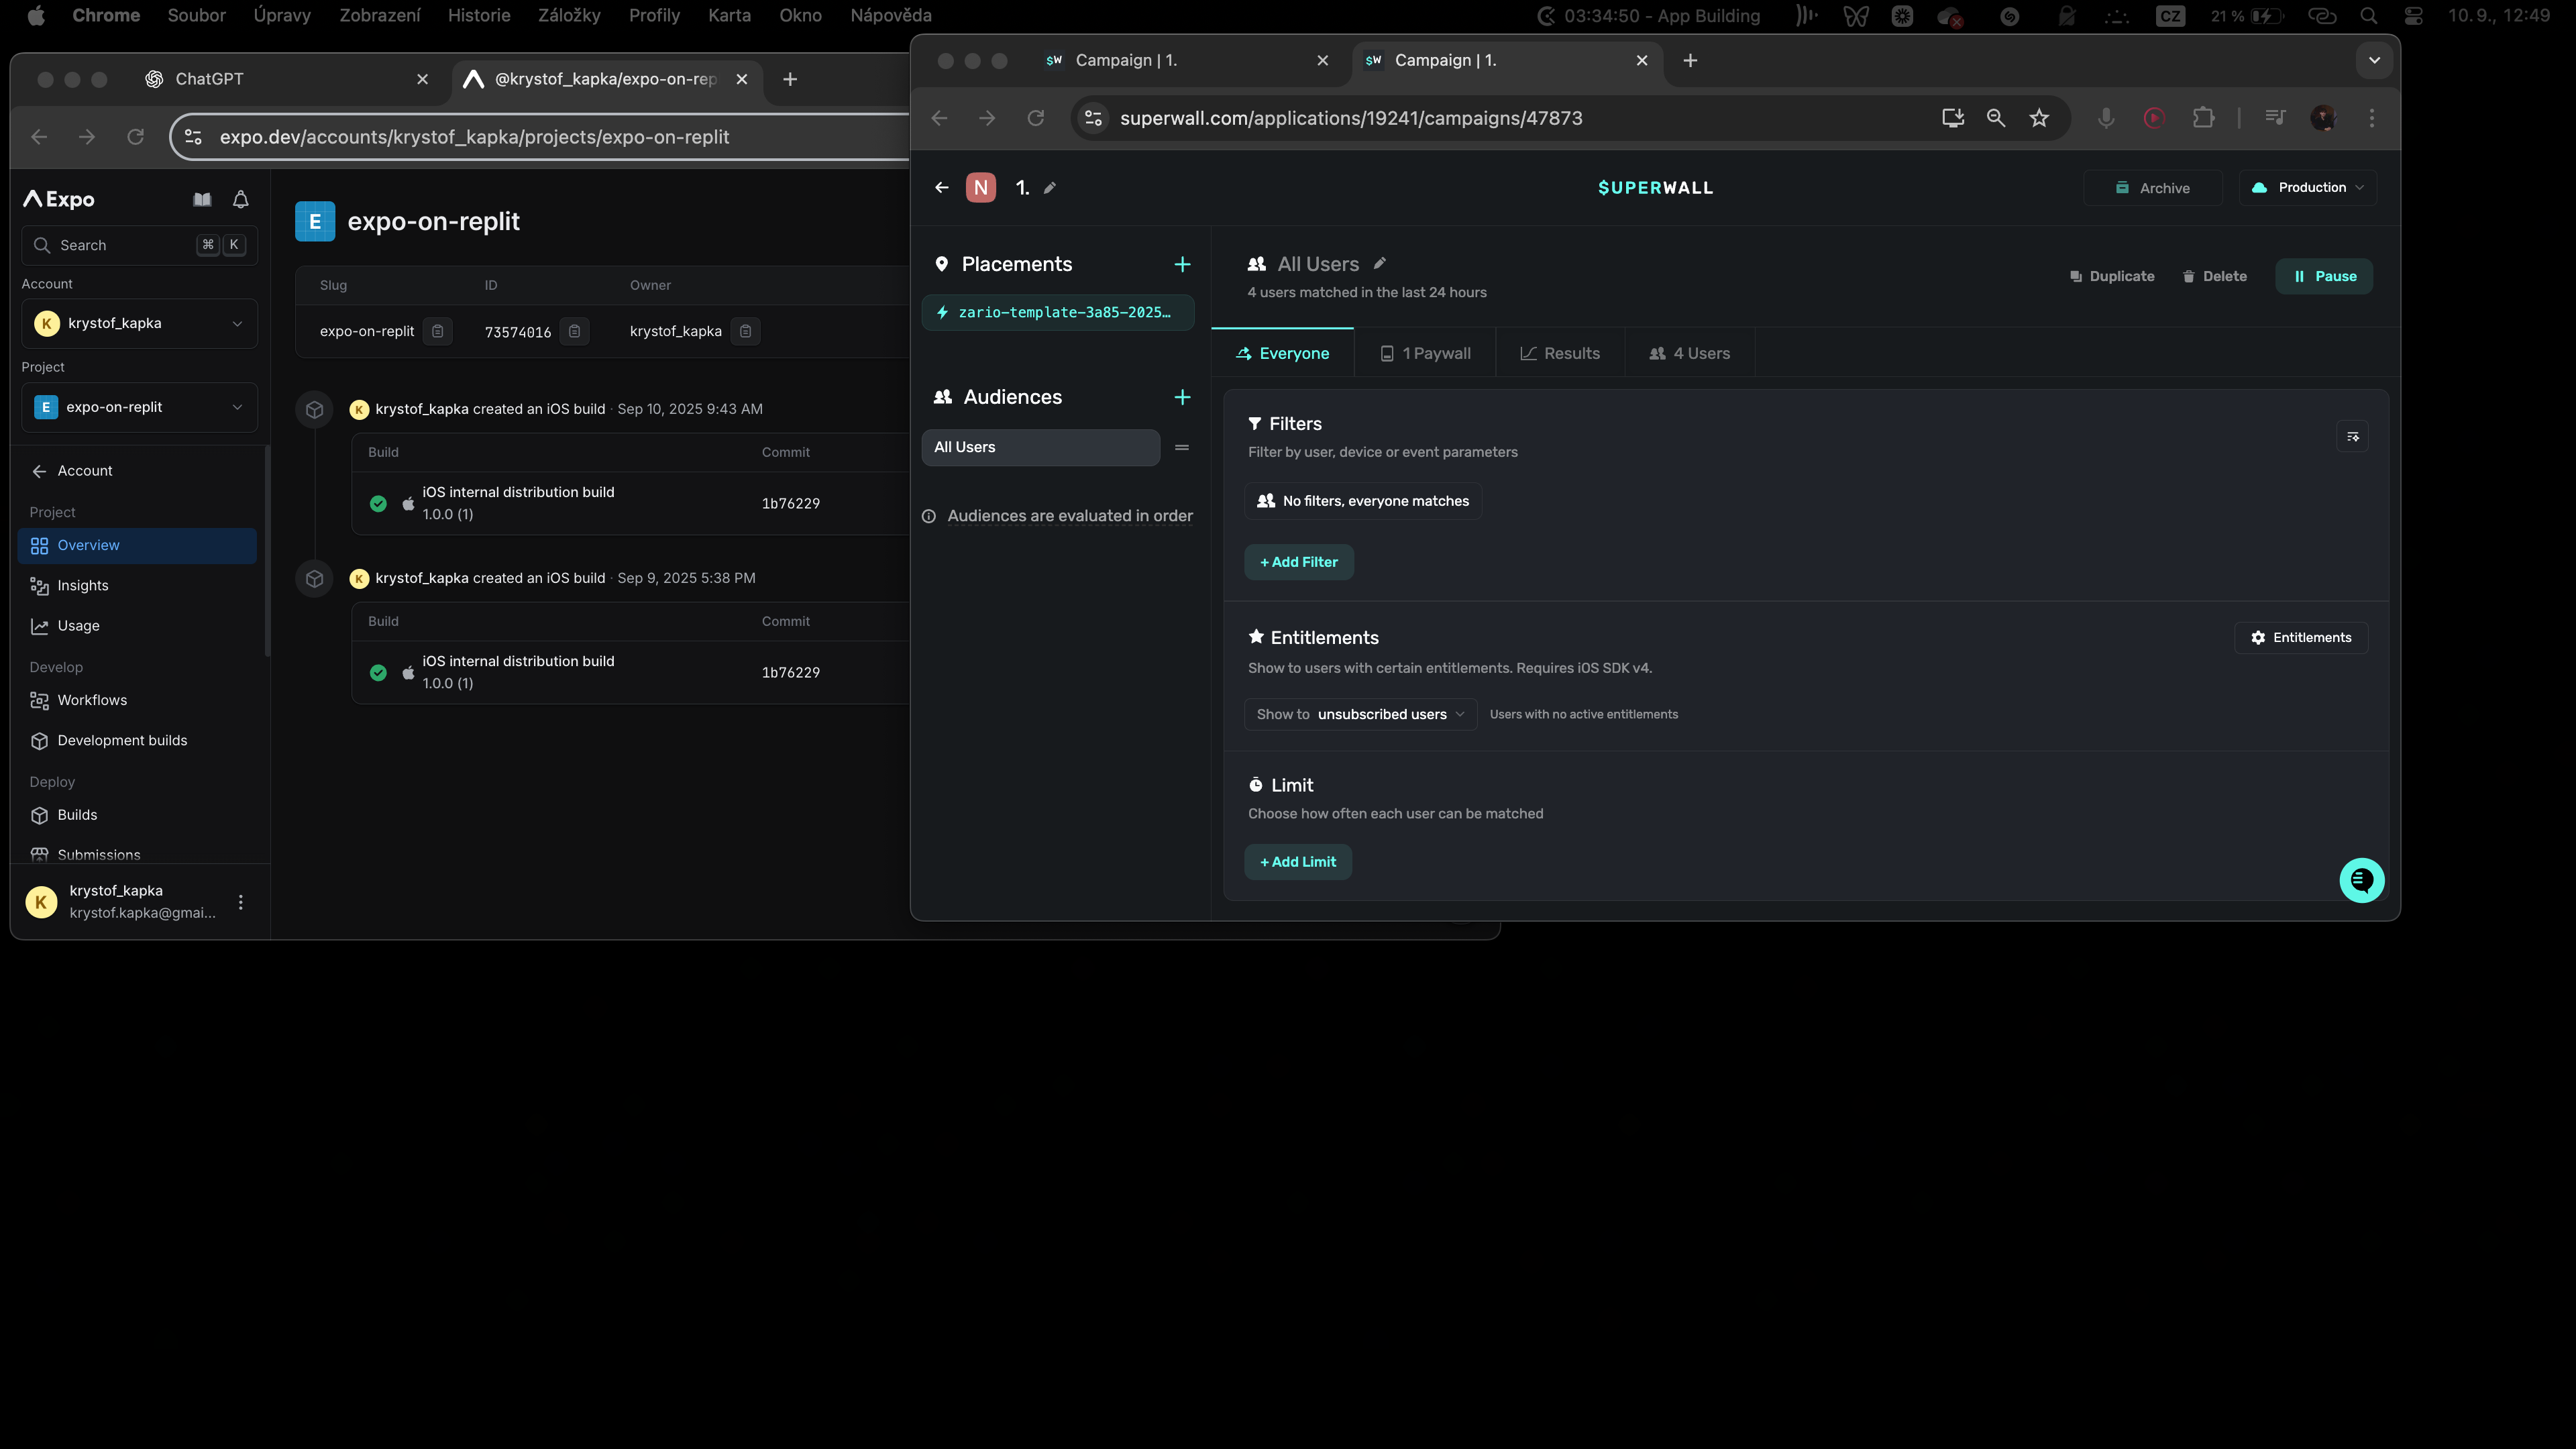 Chrome Soubor Úpravy Zobrazení Historie Záložky Profily Karta Okno Nápověda
03:34:50 - App Building CZ 21 % 10. 9., 12:49
ChatGPT
@krystof_kapka/expo-on-rep
expo.dev/accounts/krystof_kapka/projects/expo-on-replit
Expo
Search ⌘ K
Account
K krystof_kapka
Project
E expo-on-replit
Account
Project
Overview
Insights
Usage
Develop
Workflows
Development builds
Deploy
Builds
Submissions
K krystof_kapka
krystof.kapka@gmai...
E expo-on-replit
Slug ID Owner
expo-on-replit 73574016 krystof_kapka
K krystof_kapka created an iOS build · Sep 10, 2025 9:43 AM
Build Commit
iOS internal distribution build
1.0.0 (1)
1b76229
K krystof_kapka created an iOS build · Sep 9, 2025 5:38 PM
Build Commit
iOS internal distribution build
1.0.0 (1)
1b76229
$W Campaign | 1.
$W Campaign | 1.
superwall.com/applications/19241/campaigns/47873
N 1.
$UPERWALL
Archive
Production
Placements
zario-template-3a85-2025…
Audiences
All Users
Audiences are evaluated in order
All Users
4 users matched in the last 24 hours
Duplicate Delete Pause
Everyone 1 Paywall Results 4 Users
Filters
Filter by user, device or event parameters
No filters, everyone matches
+ Add Filter
Entitlements
Entitlements
Show to users with certain entitlements. Requires iOS SDK v4.
Show to unsubscribed users Users with no active entitlements
Limit
Choose how often each user can be matched
+ Add Limit